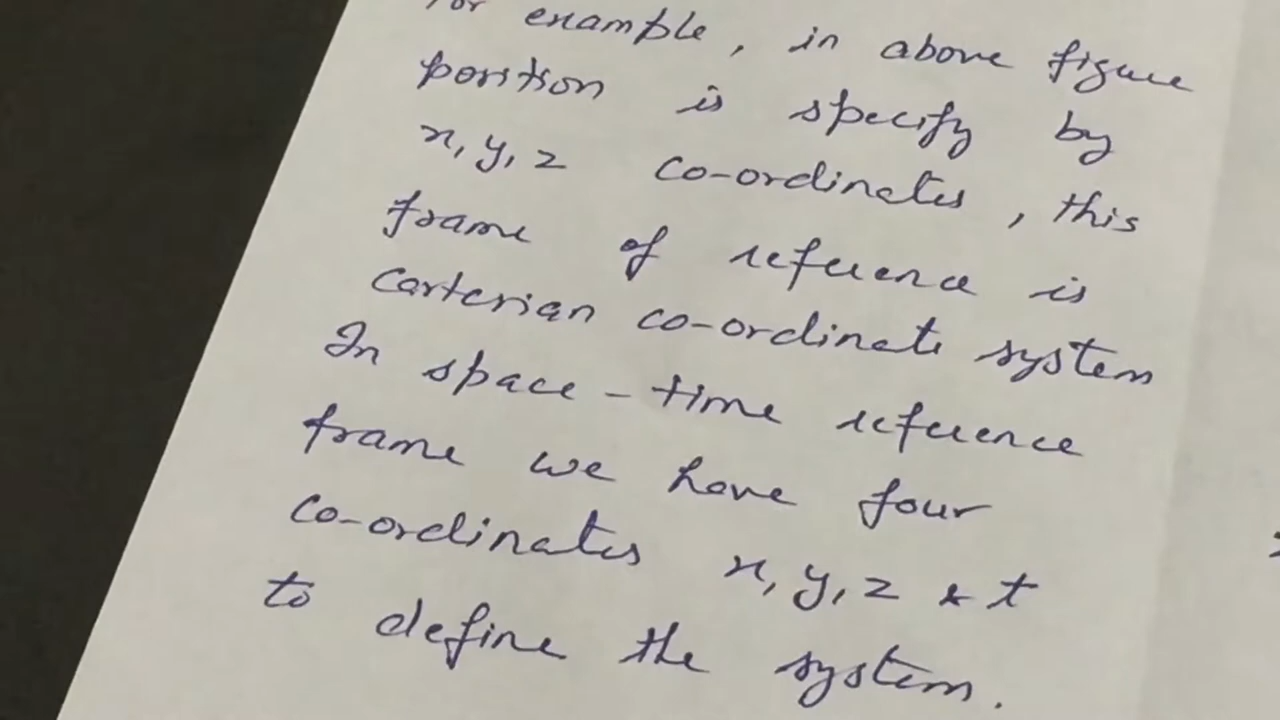 For example, in above figure
position is specify by
x, y, z co-ordinates, this
frame of reference is
Cartesian co-ordinate system
In space-time reference
frame we have four
co-ordinates x, y, z & t
to define the system.